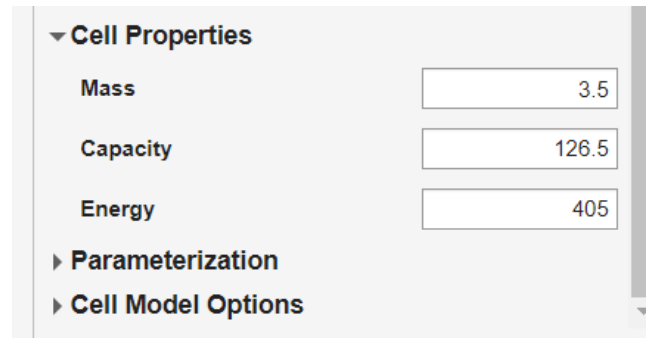 Cell Properties
Mass 3.5
Capacity 126.5
Energy 405
Parameterization
Cell Model Options